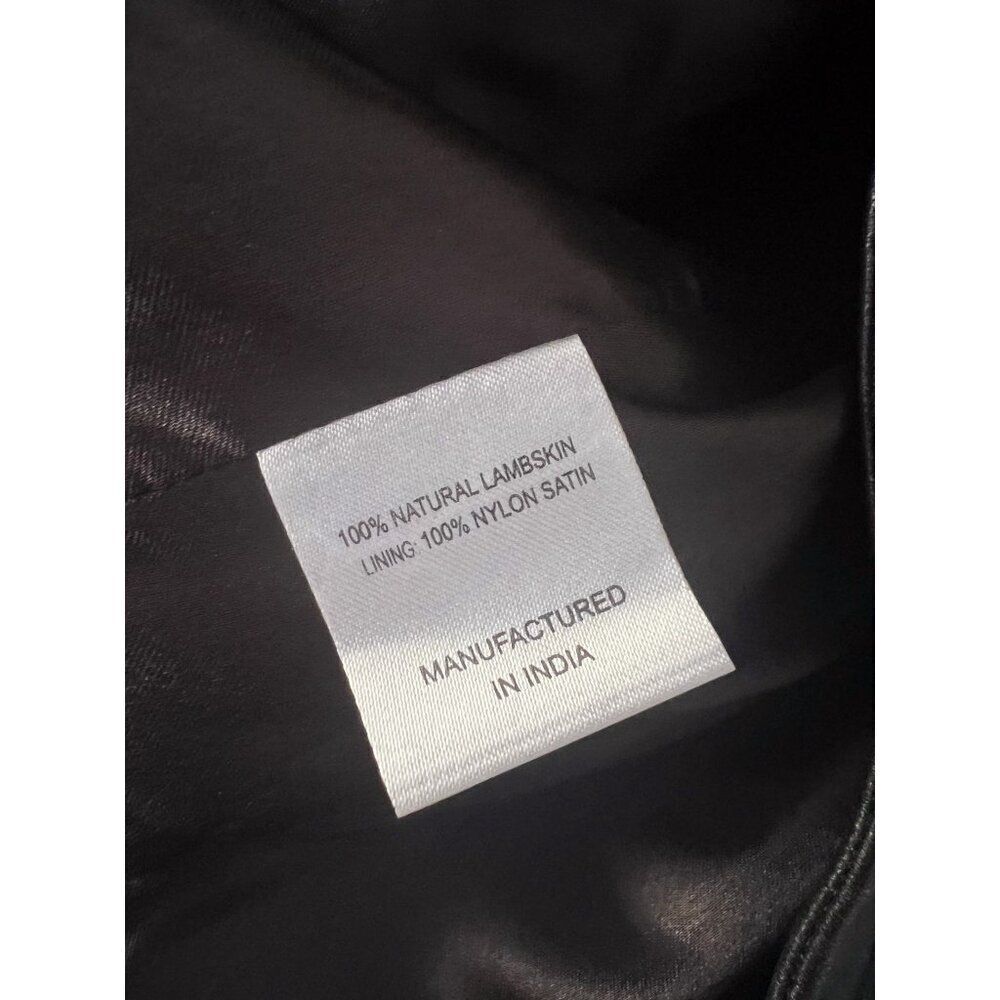 100% NATURAL LAMBSKIN
LINING: 100% NYLON SATIN
MANUFACTURED
IN INDIA